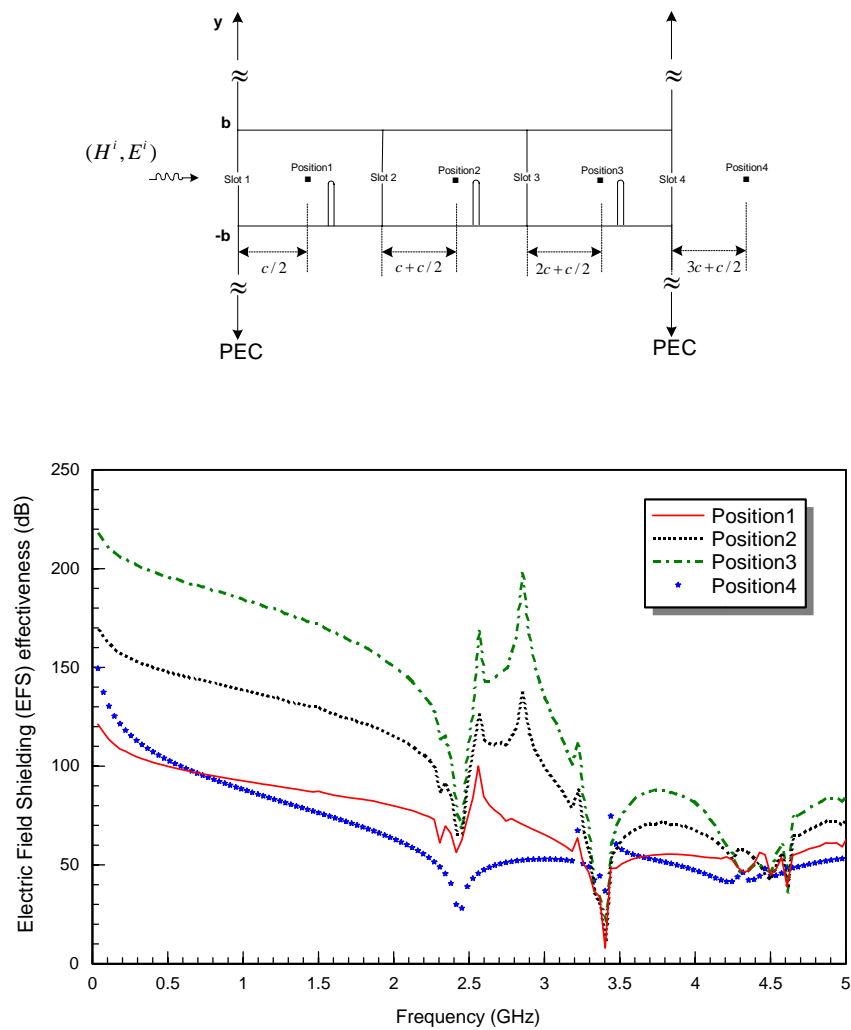 y
b
(H^i, E^i)
Slot 1 Position1 Slot 2 Position2 Slot 3 Position3 Slot 4 Position4
-b
c/2 c+c/2 2c+c/2 3c+c/2
PEC PEC
250
200
150
100
50
0
Electric Field Shielding (EFS) effectiveness (dB)
Position1
Position2
Position3
Position4
0 0.5 1 1.5 2 2.5 3 3.5 4 4.5 5
Frequency (GHz)